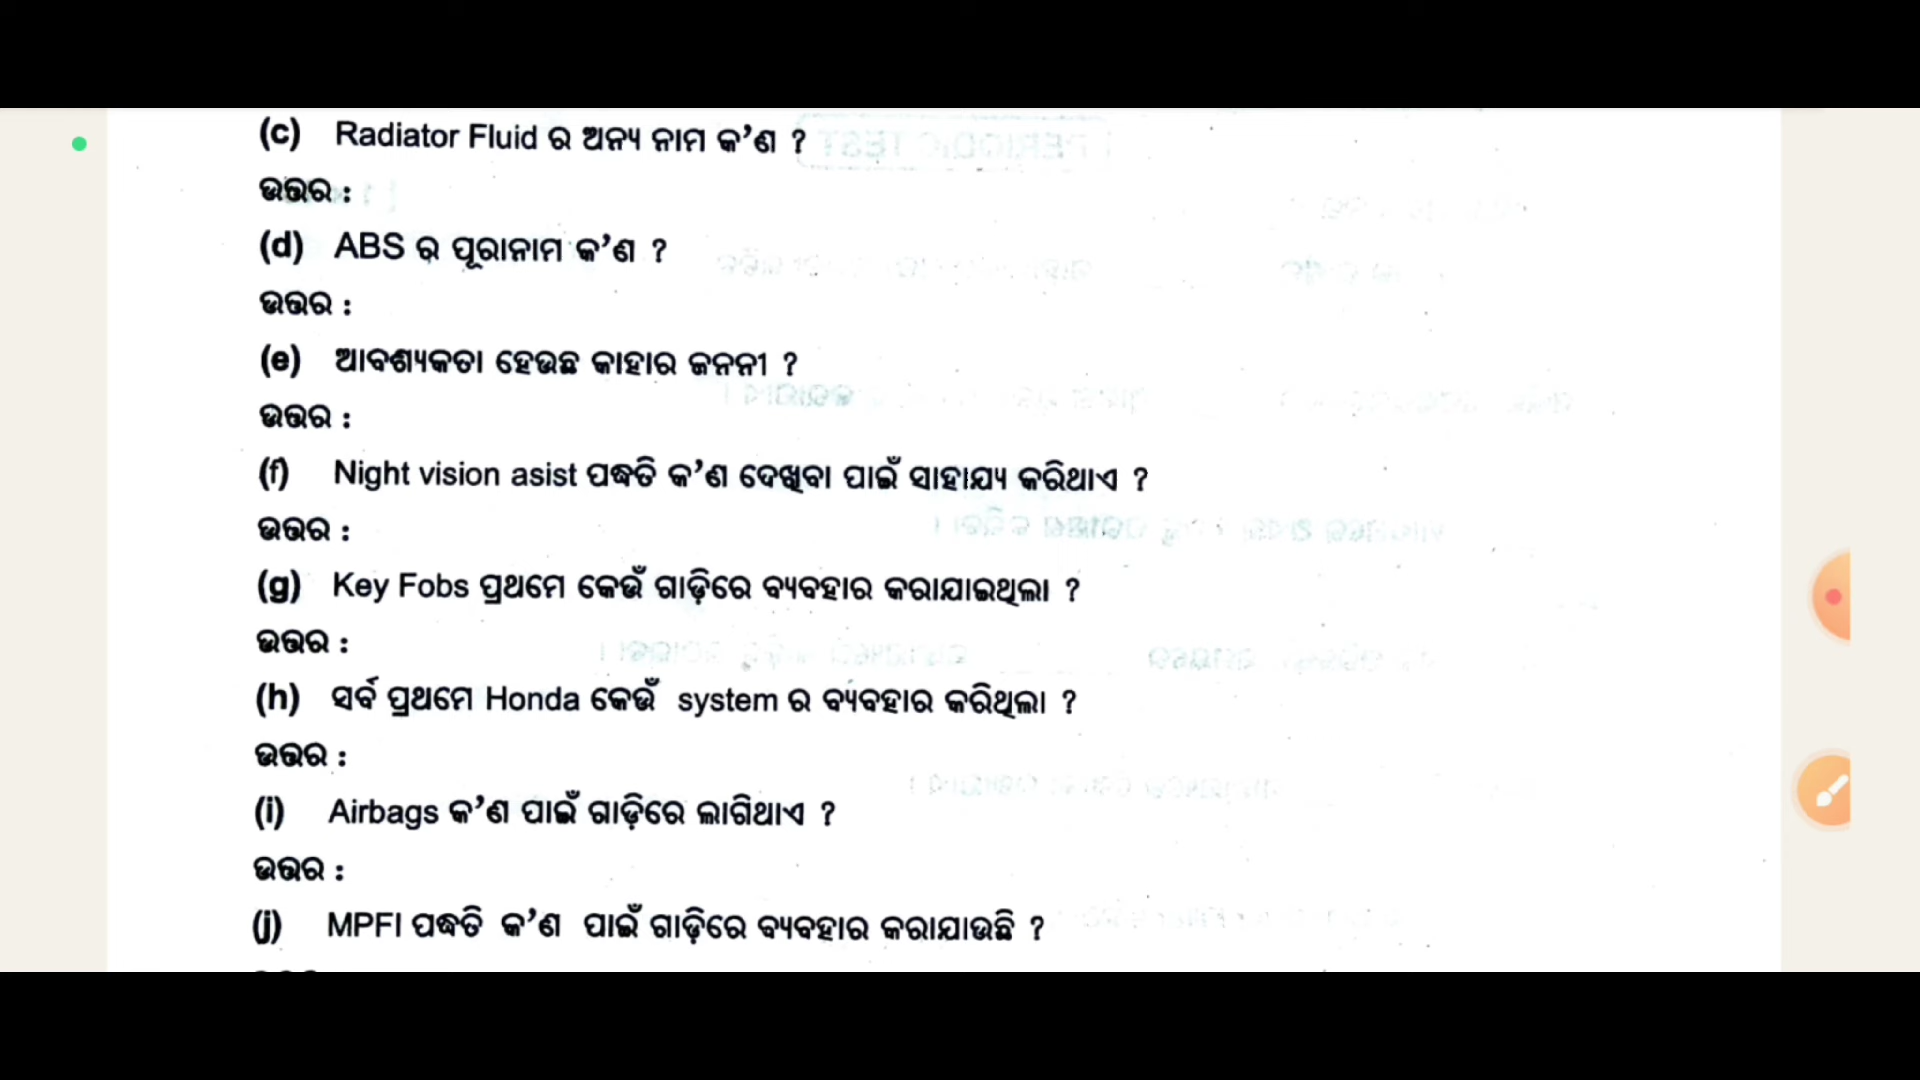 (c) Radiator Fluid ର ଅନ୍ୟ ନାମ କ’ଣ ?
ଉତ୍ତର :
(d) ABS ର ପୂରାନାମ କ’ଣ ?
ଉତ୍ତର :
(e) ଆବଶ୍ୟକତା ହେଉଛ କାହାର ଜନନୀ ?
ଉତ୍ତର :
(f) Night vision asist ପଦ୍ଧତି କ’ଣ ଦେଖିବା ପାଇଁ ସାହାଯ୍ୟ କରିଥାଏ ?
ଉତ୍ତର :
(g) Key Fobs ପ୍ରଥମେ କେଉଁ ଗାଡ଼ିରେ ବ୍ୟବହାର କରାଯାଇଥିଲା ?
ଉତ୍ତର :
(h) ସର୍ବ ପ୍ରଥମେ Honda କେଉଁ system ର ବ୍ୟବହାର କରିଥିଲା ?
ଉତ୍ତର :
(i) Airbags କ’ଣ ପାଇଁ ଗାଡ଼ିରେ ଲାଗିଥାଏ ?
ଉତ୍ତର :
(j) MPFI ପଦ୍ଧତି କ’ଣ ପାଇଁ ଗାଡ଼ିରେ ବ୍ୟବହାର କରାଯାଉଛି ?